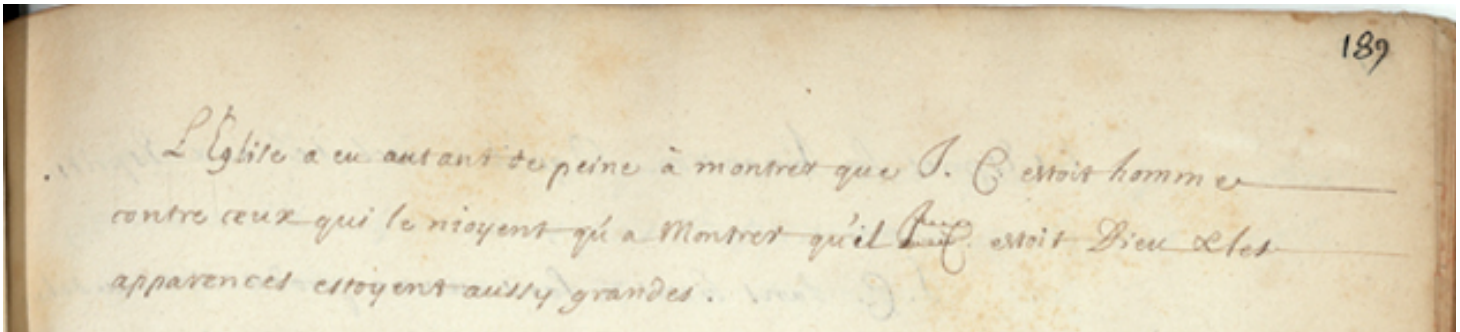 189
L'Eglise a eu autant de peine à montrer que J. C. estoit homme
contre ceux qui le nioyent qu'a Montrer qu'il J. C. estoit Dieu & les
apparences estoyent aussy grandes.